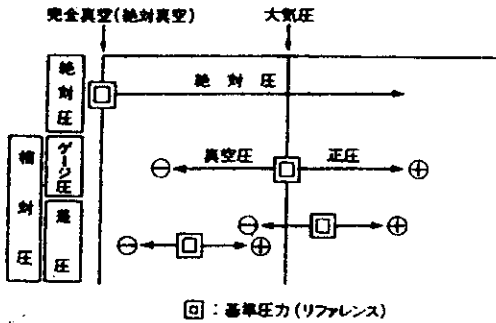 完全真空(絶対真空)
大気圧
絶対圧
絶対圧
相対圧
ゲージ圧
⊖ 真空圧 正圧 ⊕
差圧
⊖ ⊕
⊖ ⊕
回：基準圧力(リファレンス)